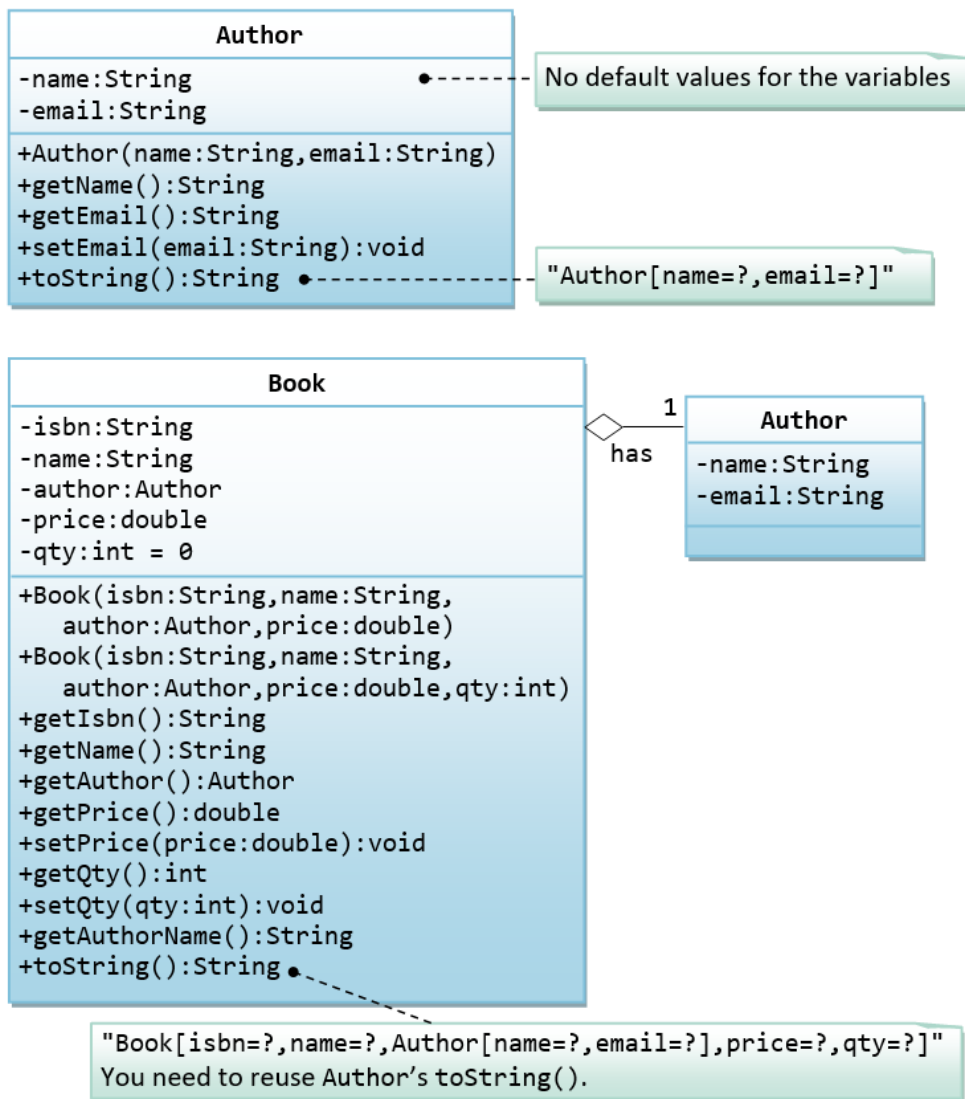 Author
-name:String
-email:String
No default values for the variables
+Author(name:String,email:String)
+getName():String
+getEmail():String
+setEmail(email:String):void
+toString():String
"Author[name=?,email=?]"
Book
-isbn:String
-name:String
-author:Author
-price:double
-qty:int = 0
1
has
Author
-name:String
-email:String
+Book(isbn:String,name:String,
author:Author,price:double)
+Book(isbn:String,name:String,
author:Author,price:double,qty:int)
+getIsbn():String
+getName():String
+getAuthor():Author
+getPrice():double
+setPrice(price:double):void
+getQty():int
+setQty(qty:int):void
+getAuthorName():String
+toString():String
"Book[isbn=?,name=?,Author[name=?,email=?],price=?,qty=?]"
You need to reuse Author's toString().